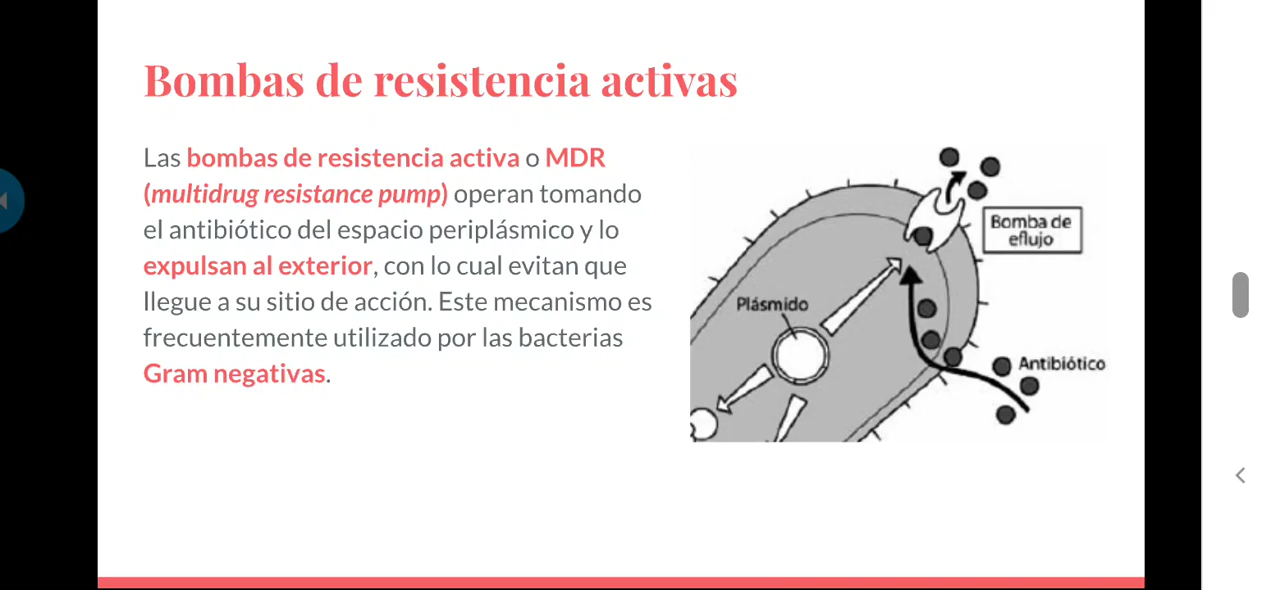 Bombas de resistencia activas
Las bombas de resistencia activa o MDR
(multidrug resistance pump) operan tomando
el antibiótico del espacio periplásmico y lo
expulsan al exterior, con lo cual evitan que
llegue a su sitio de acción. Este mecanismo es
frecuentemente utilizado por las bacterias
Gram negativas.
Bomba de
eflujo
Plásmido
Antibiótico